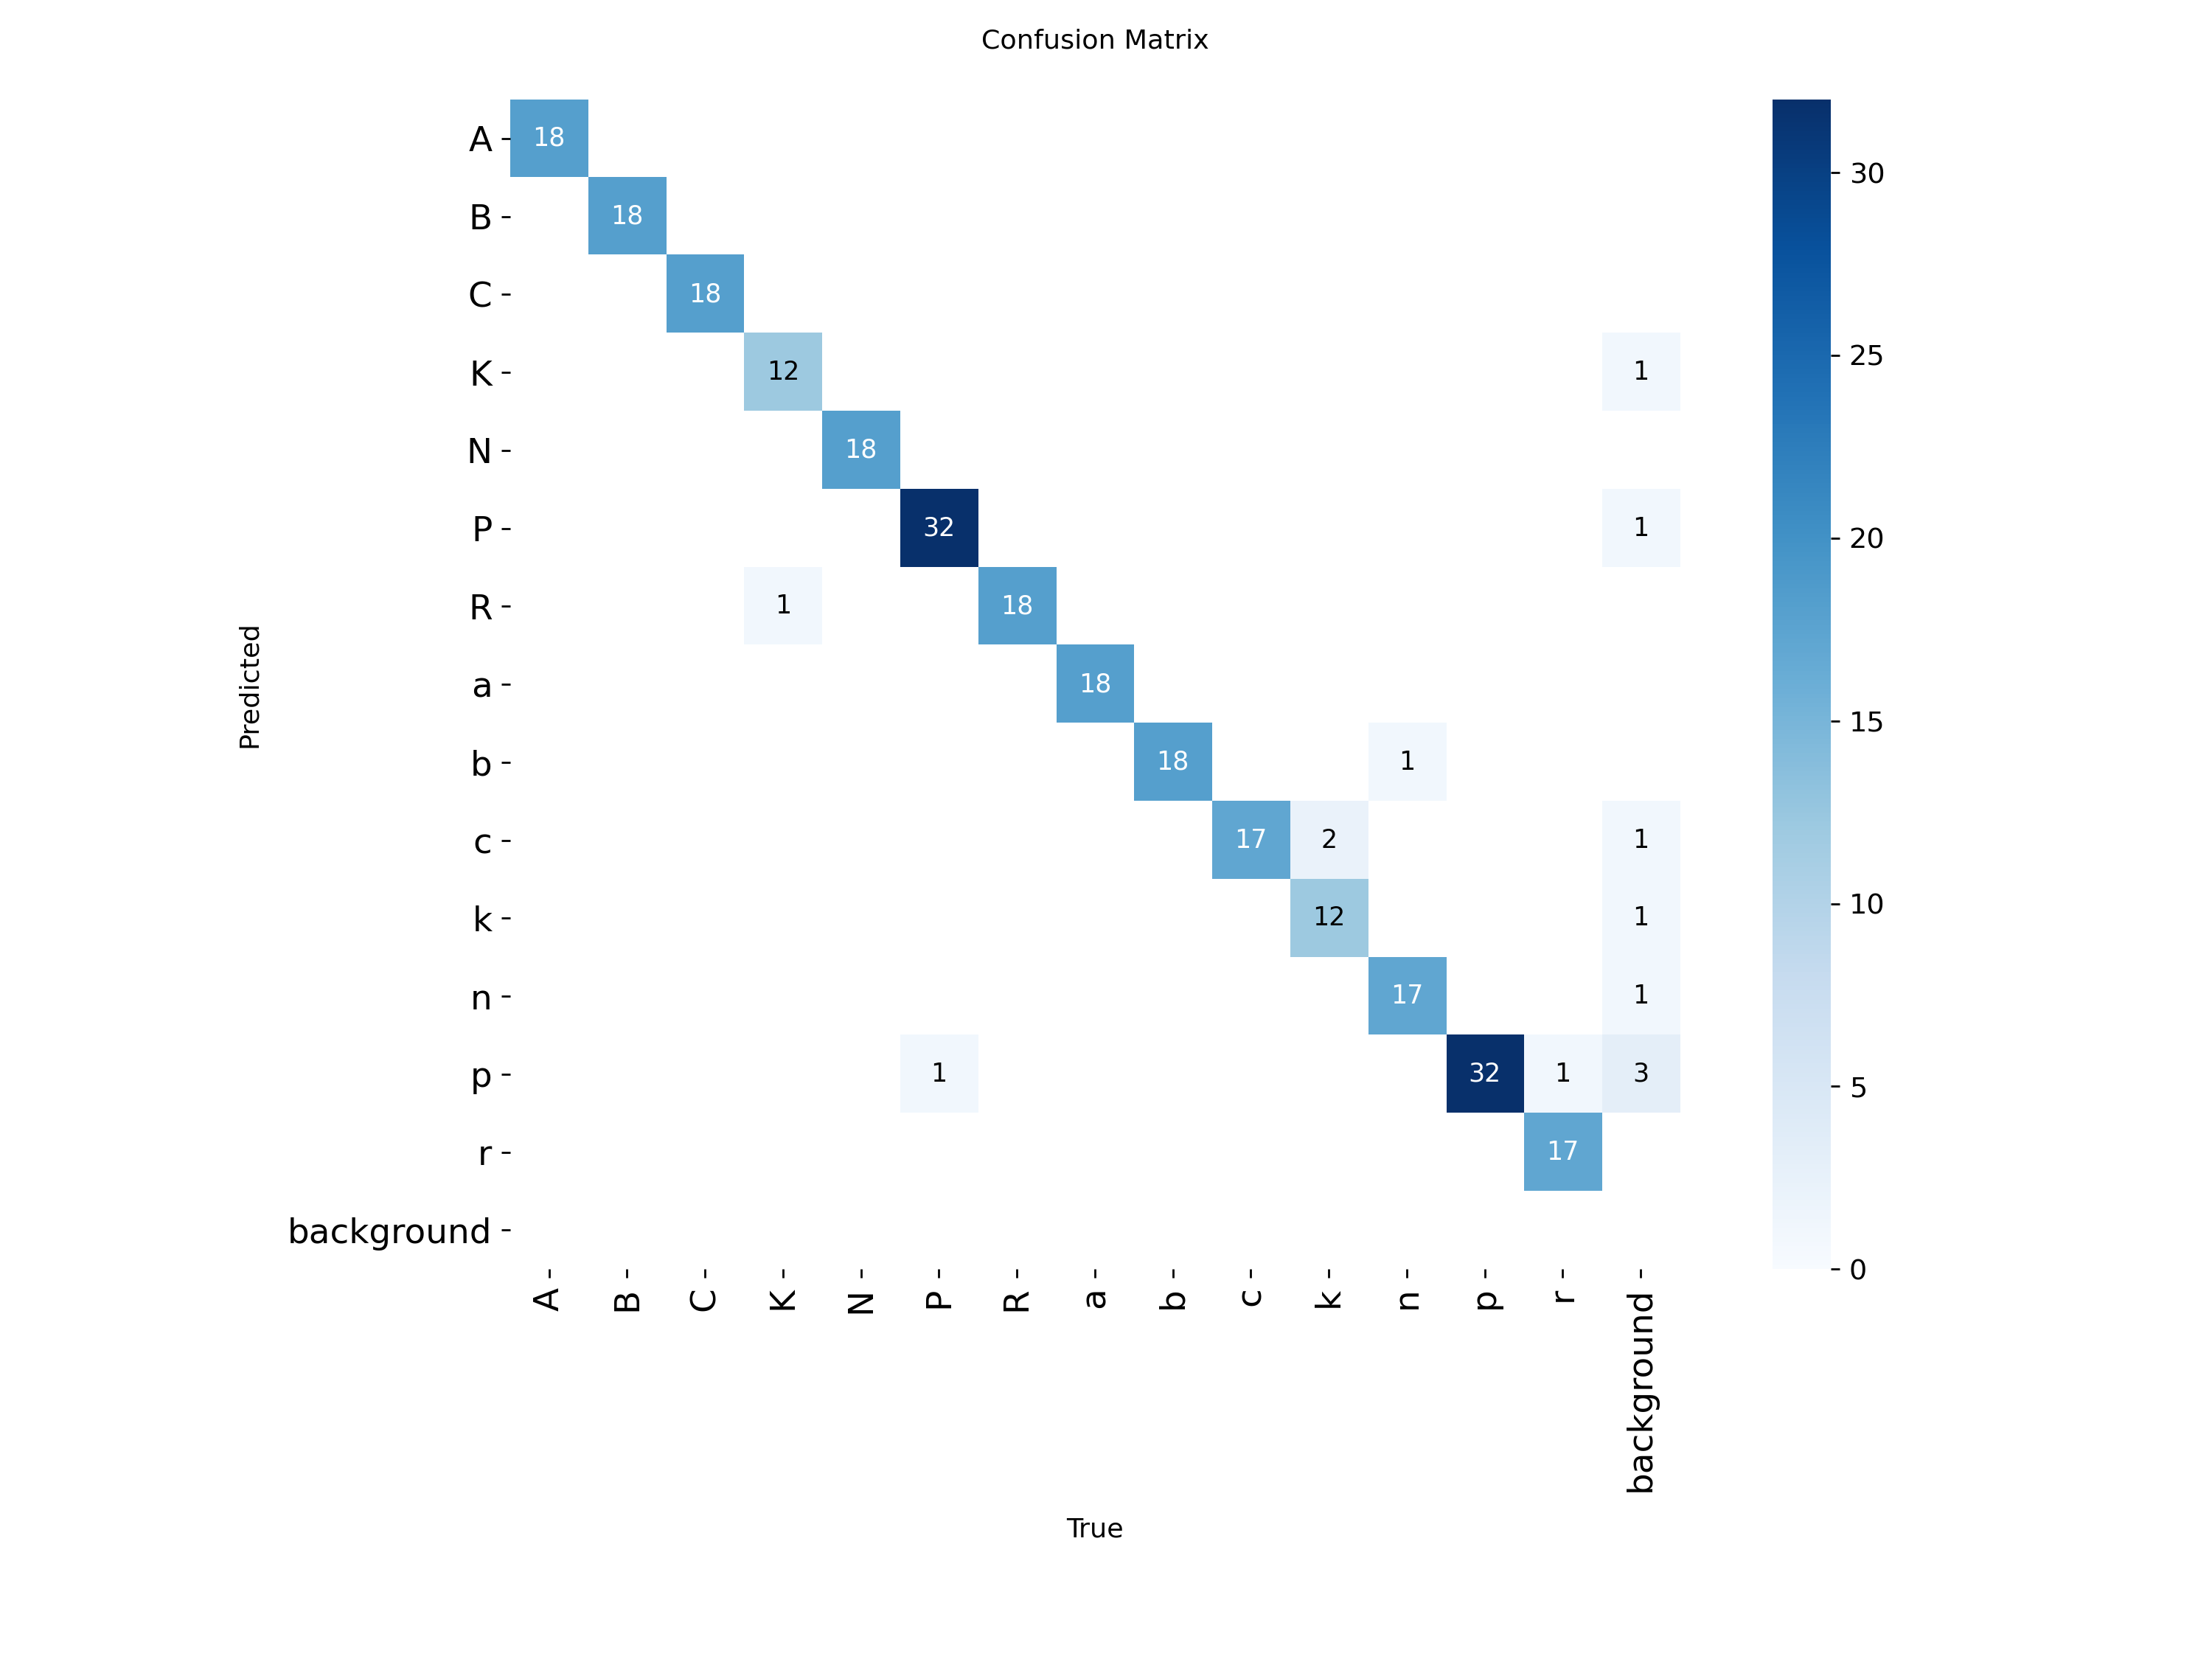 Confusion Matrix
A 18
B 18
C 18
K 12 1
N 18
P 32 1
R 1 18
a 18
b 18 1
c 17 2 1
k 12 1
n 17 1
p 1 32 1 3
r 17
background
A B C K N P R a b c k n p r background
Predicted
True
30
25
20
15
10
5
0